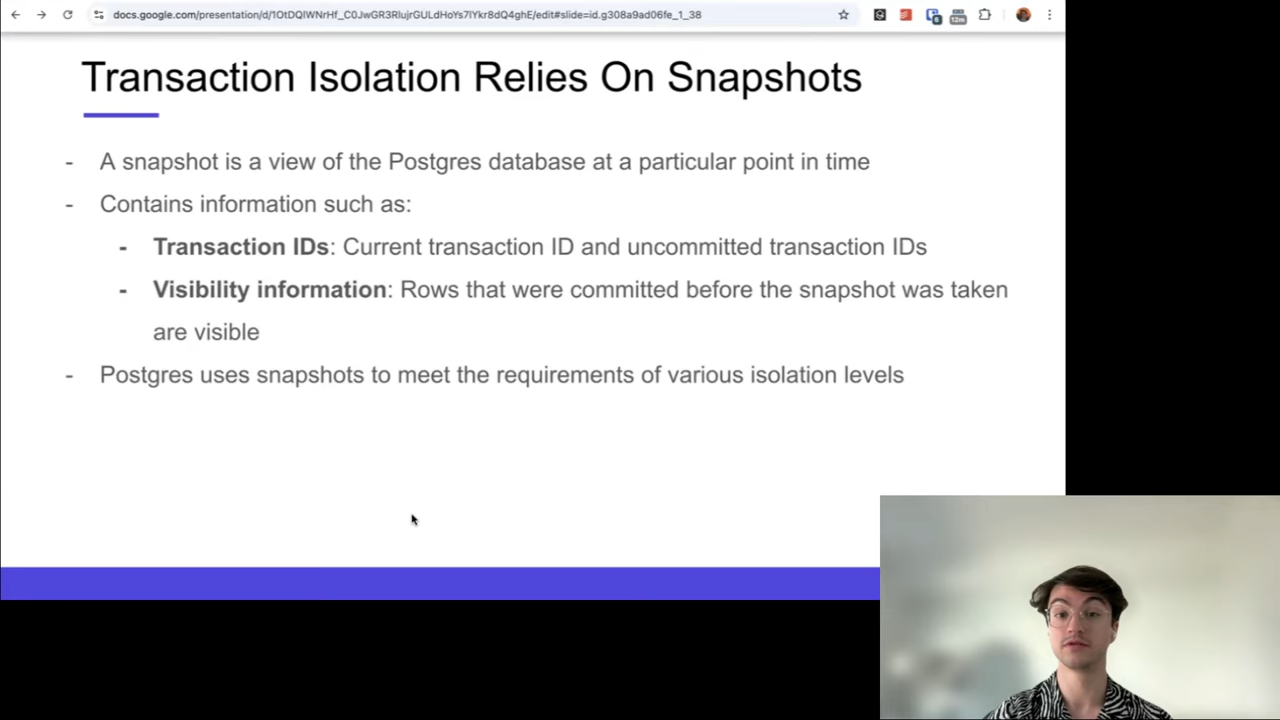 docs.google.com/presentation/d/1OtDQIWNrHf_C0JwGR3RlujrGULdHoYs7lYkr8dQ4ghE/edit#slide=id.g308a9ad06fe_1_38
12m
Transaction Isolation Relies On Snapshots
- A snapshot is a view of the Postgres database at a particular point in time
- Contains information such as:
- Transaction IDs: Current transaction ID and uncommitted transaction IDs
- Visibility information: Rows that were committed before the snapshot was taken
are visible
- Postgres uses snapshots to meet the requirements of various isolation levels